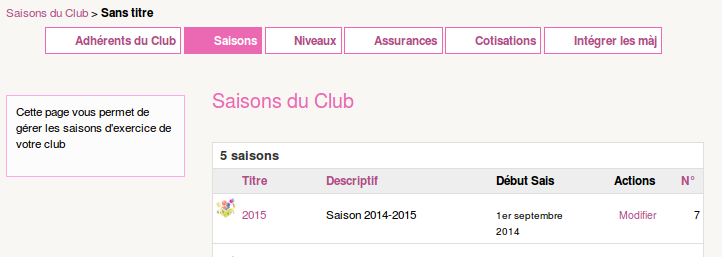 Saisons du Club > Sans titre
Adhérents du Club Saisons Niveaux Assurances Cotisations Intégrer les màj
Cette page vous permet de
gérer les saisons d'exercice de
votre club
Saisons du Club
5 saisons
Titre Descriptif Début Sais Actions N°
2015 Saison 2014-2015 1er septembre 2014 Modifier 7